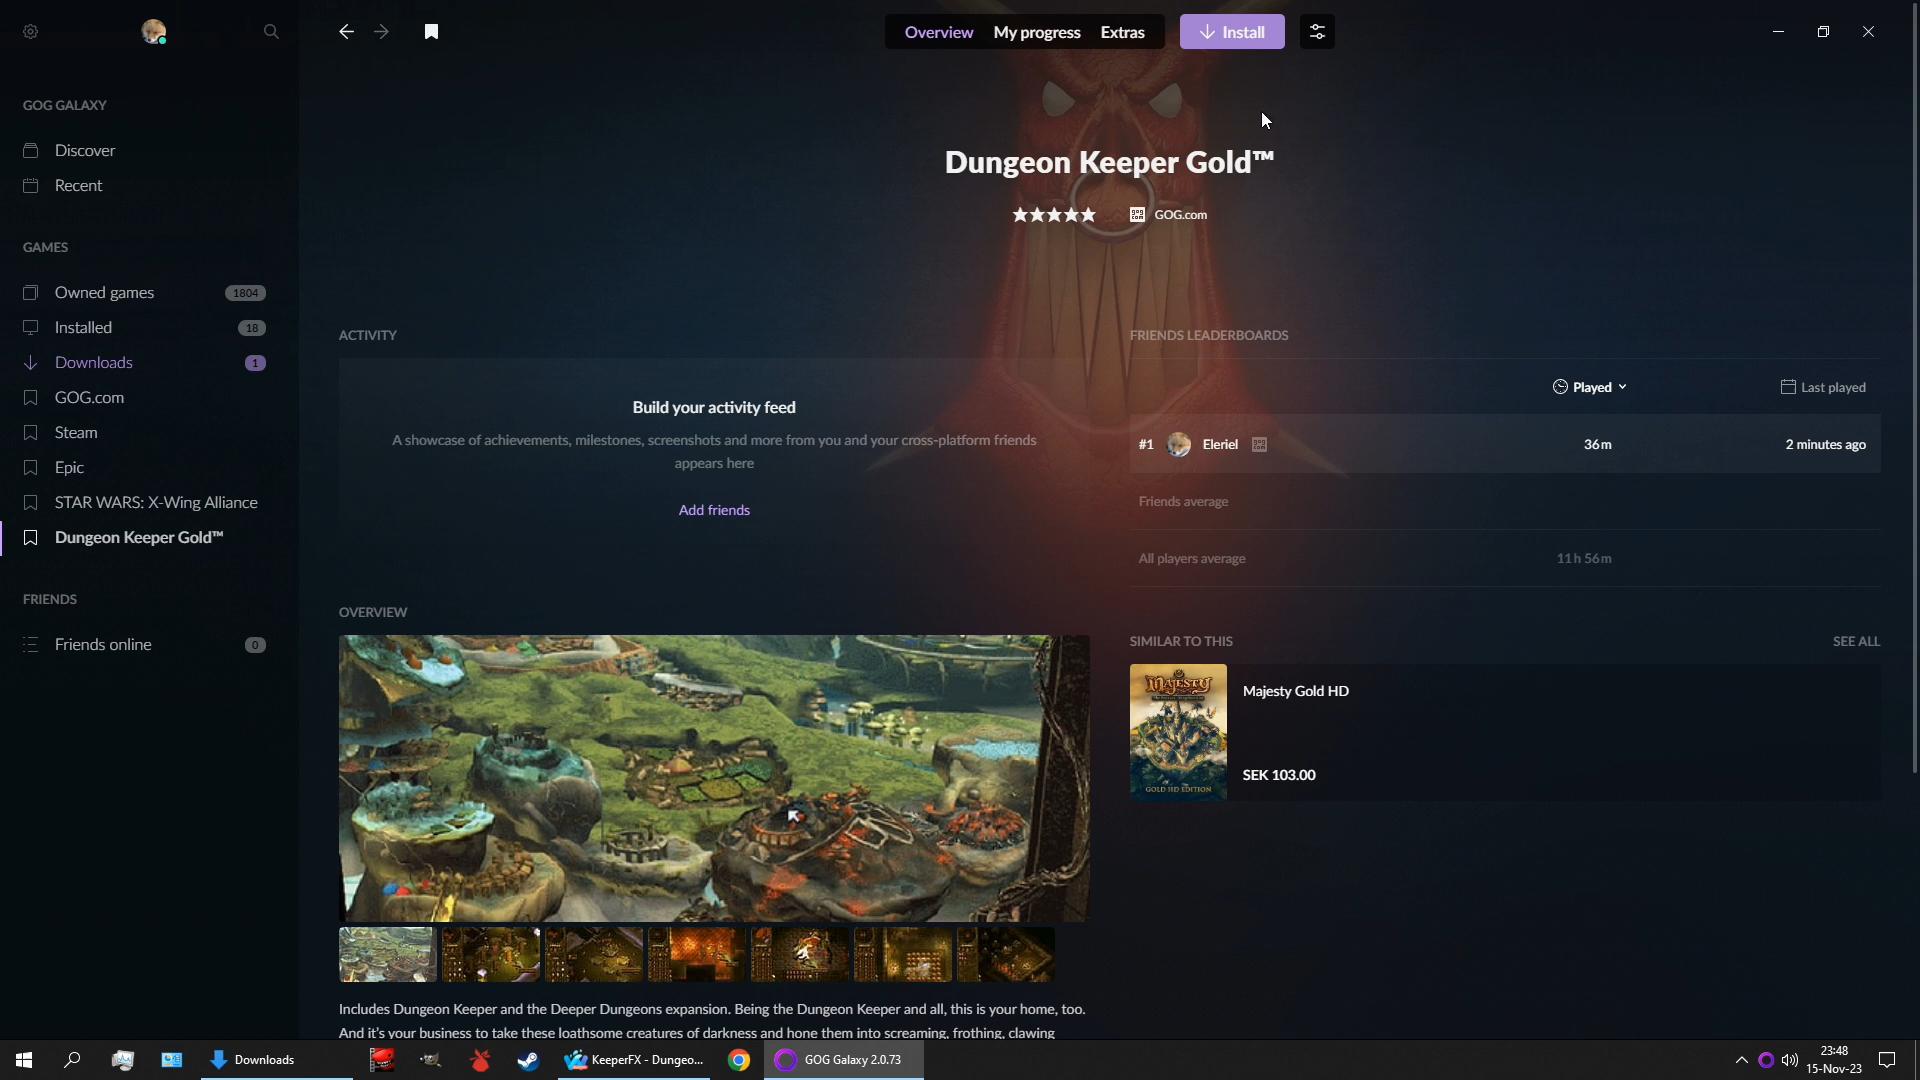 Overview
My progress
Extras
Install
GOG GALAXY
Discover
Recent
GAMES
Owned games 1804
Installed 18
Downloads 1
GOG.com
Steam
Epic
STAR WARS: X-Wing Alliance
Dungeon Keeper Gold™
FRIENDS
Friends online 0
Dungeon Keeper Gold™
GOG.com
ACTIVITY
Build your activity feed
A showcase of achievements, milestones, screenshots and more from you and your cross-platform friends
appears here
Add friends
FRIENDS LEADERBOARDS
Played Last played
#1 Eleriel 36m 2 minutes ago
Friends average
All players average 11h 56m
OVERVIEW
Includes Dungeon Keeper and the Deeper Dungeons expansion. Being the Dungeon Keeper and all, this is your home, too.
And it's your business to take these loathsome creatures of darkness and hone them into screaming, frothing, clawing
SIMILAR TO THIS SEE ALL
MAJESTY
GOLD HD EDITION
Majesty Gold HD
SEK 103.00
Downloads
KeeperFX - Dungeo...
GOG Galaxy 2.0.73
23:48
15-Nov-23